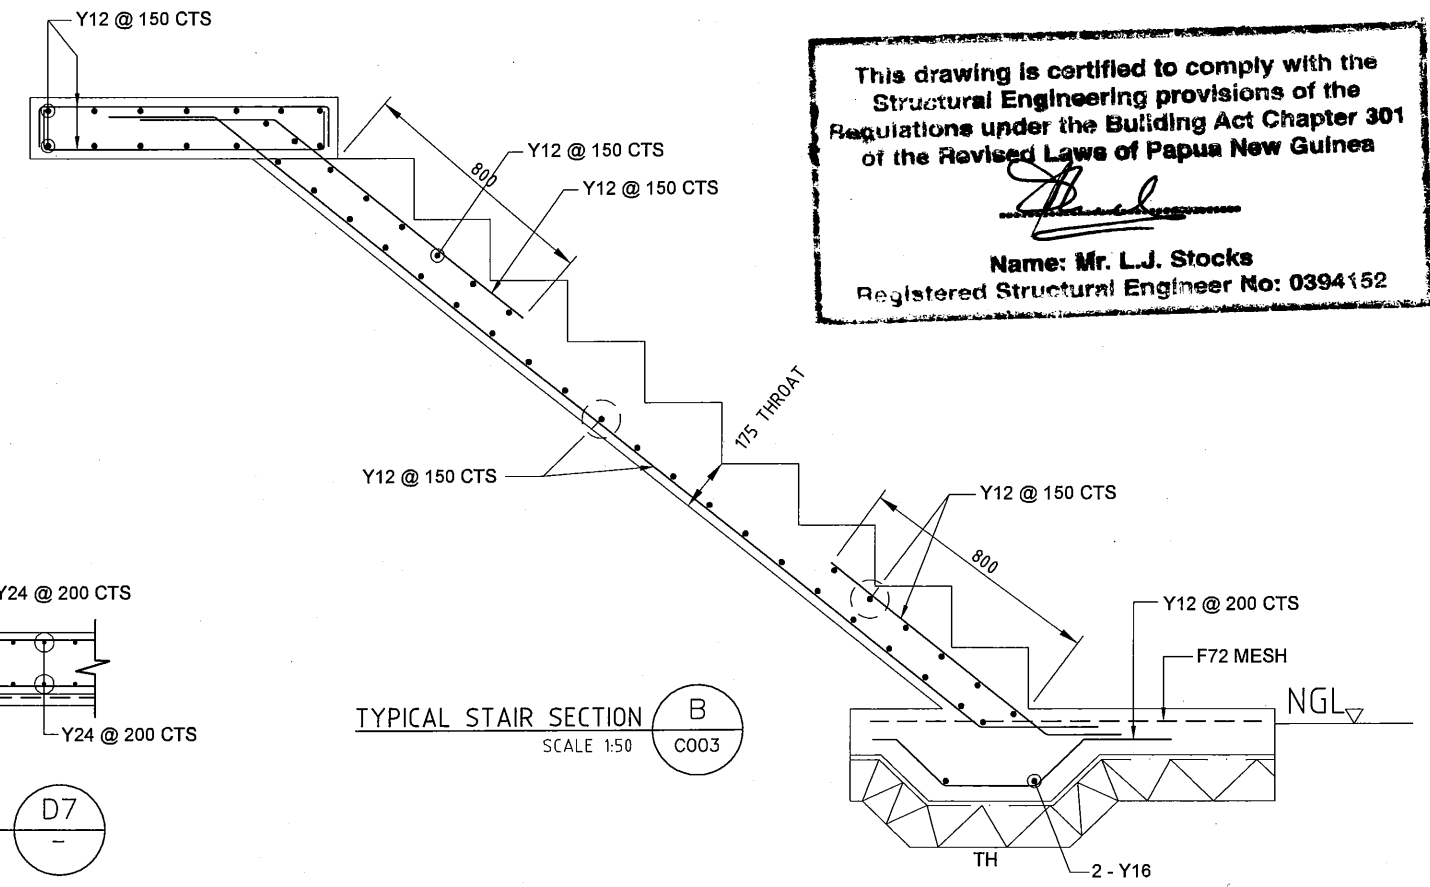 Y12 @ 150 CTS
This drawing is certified to comply with the
Structural Engineering provisions of the
Regulations under the Building Act Chapter 301
of the Revised Laws of Papua New Guinea
Name: Mr. L.J. Stocks
Registered Structural Engineer No: 0394152
800
Y12 @ 150 CTS
Y12 @ 150 CTS
175 THROAT
Y12 @ 150 CTS
Y12 @ 150 CTS
800
Y12 @ 200 CTS
F72 MESH
NGL
Y24 @ 200 CTS
Y24 @ 200 CTS
TYPICAL STAIR SECTION
SCALE 1:50
B
C003
D7
-
TH
2 - Y16